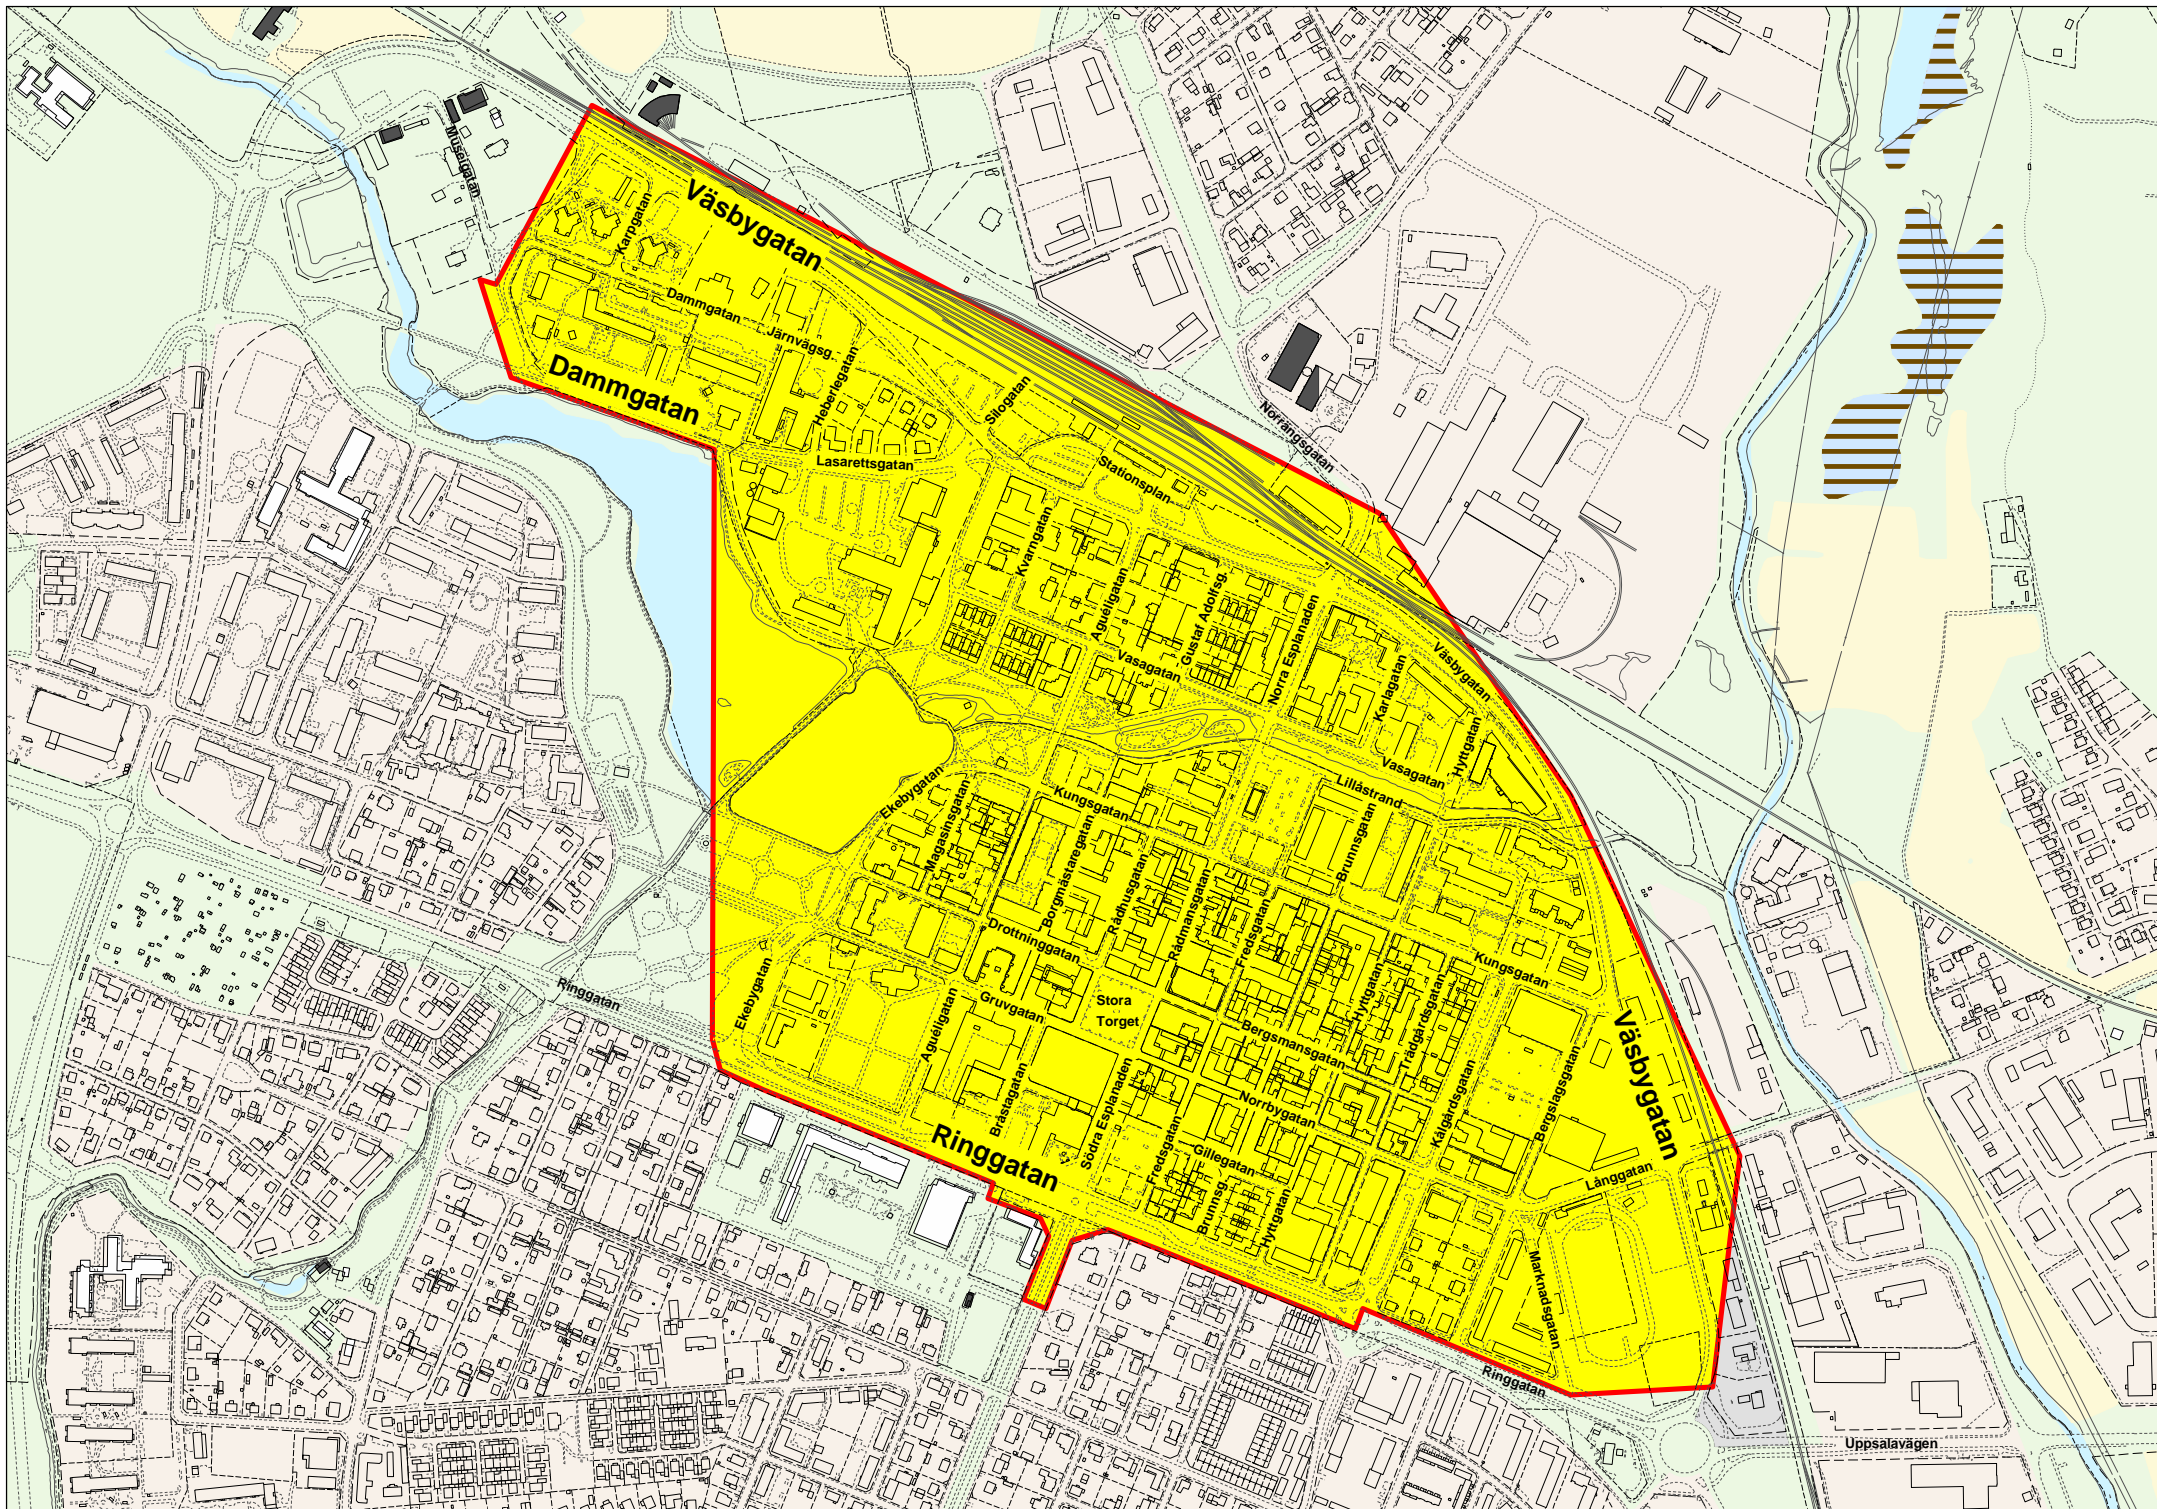 Museigatan
Väsbygatan
Karpgatan
Dammgatan
Järnvägsg.
Dammgatan
Heberlegatan
Silogatan
Norrängsgatan
Lasarettsgatan
Stationsplan
Kvarngatan
Aguéligatan
Gustaf Adolfsg.
Norra Esplanaden
Vasagatan
Karlagatan
Väsbygatan
Hyttgatan
Vasagatan
Lillåstrand
Ekebygatan
Kungsgatan
Magasinsgatan
Borgmästaregatan
Rådhusgatan
Rådmansgatan
Brunnsgatan
Fredsgatan
Drottninggatan
Kungsgatan
Ekebygatan
Ringgatan
Gruvgatan
Stora
Torget
Hyttgatan
Trädgårdsgatan
Aguéligatan
Bergsmansgatan
Väsbygatan
Bråstagatan
Södra Esplanaden
Norrbygatan
Kålgårdsgatan
Bergslagsgatan
Ringgatan
Fredsgatan
Gillegatan
Brunnsg.
Hyttgatan
Långgatan
Marknadsgatan
Ringgatan
Uppsalavägen